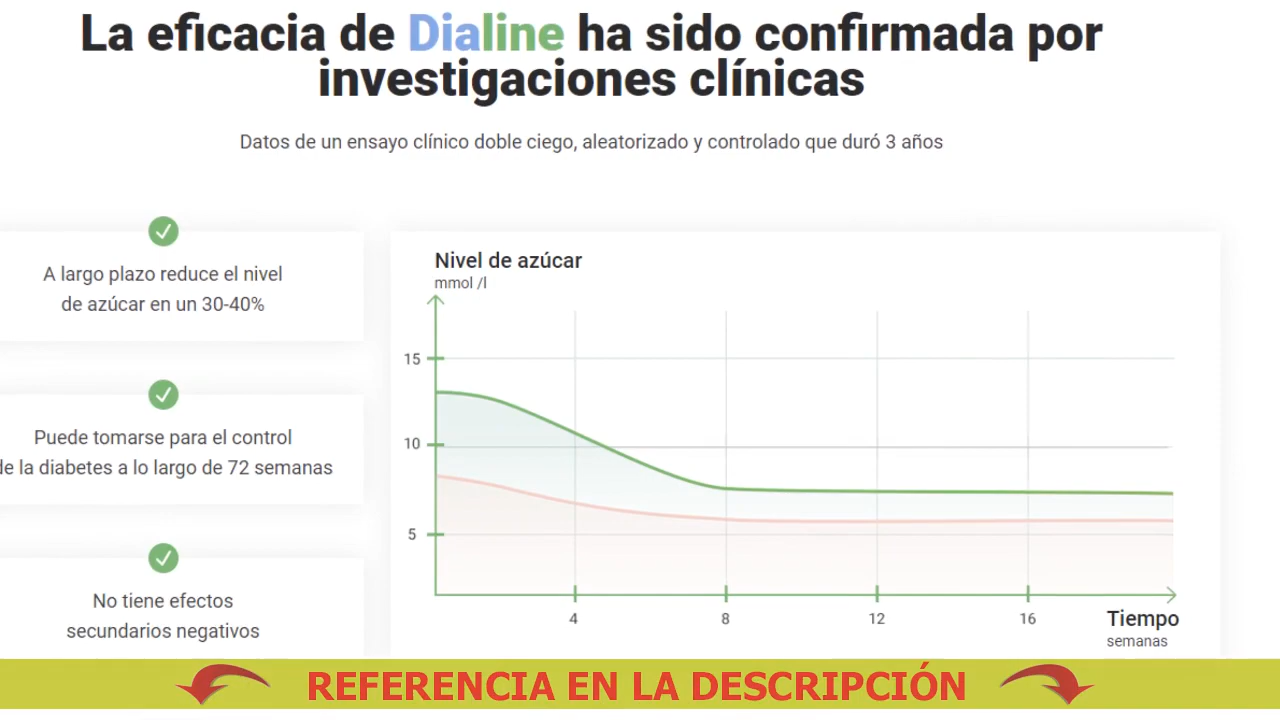 La eficacia de Dialine ha sido confirmada por
investigaciones clínicas
Datos de un ensayo clínico doble ciego, aleatorizado y controlado que duró 3 años
A largo plazo reduce el nivel
de azúcar en un 30-40%
Puede tomarse para el control
de la diabetes a lo largo de 72 semanas
No tiene efectos
secundarios negativos
Nivel de azúcar
mmol /l
15
10
5
4 8 12 16
Tiempo
semanas
REFERENCIA EN LA DESCRIPCIÓN